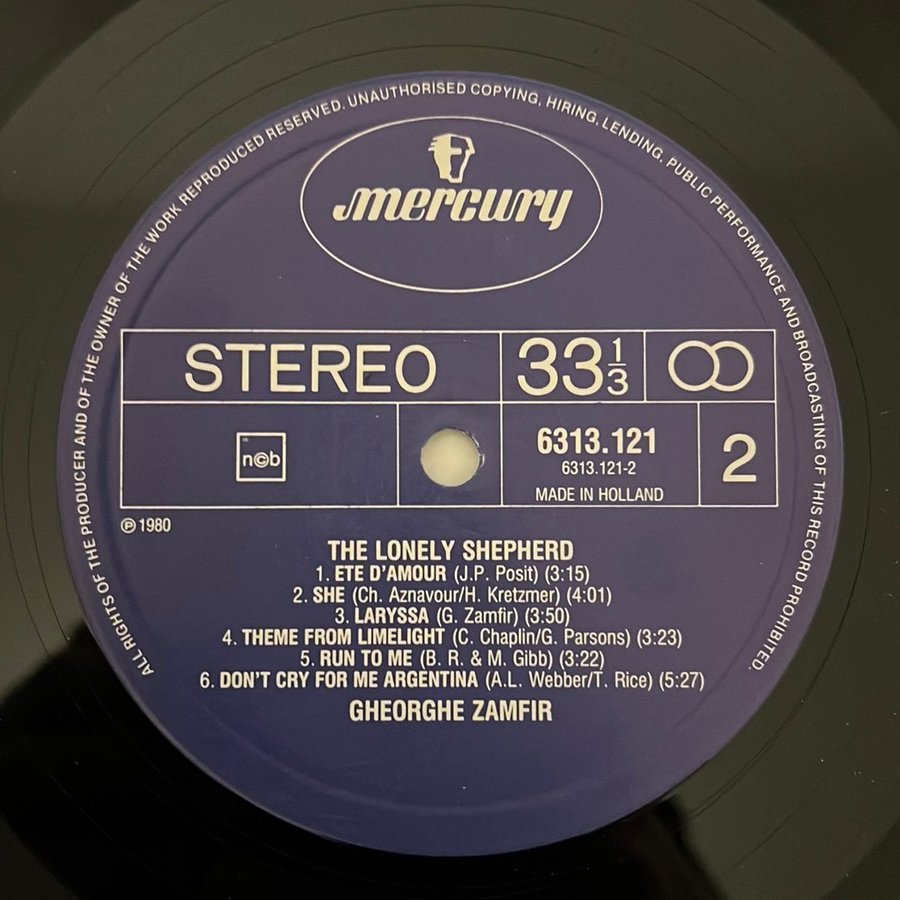 ALL RIGHTS OF THE PRODUCER AND OF THE OWNER OF THE WORK REPRODUCED RESERVED. UNAUTHORISED COPYING, HIRING, LENDING, PUBLIC PERFORMANCE AND BROADCASTING OF THIS RECORD PROHIBITED.
mercury
STEREO
33 1/3
ncb
6313.121
6313.121-2
MADE IN HOLLAND
2
℗ 1980
THE LONELY SHEPHERD
1. ETE D'AMOUR (J.P. Posit) (3:15)
2. SHE (Ch. Aznavour/H. Kretzmer) (4:01)
3. LARYSSA (G. Zamfir) (3:50)
4. THEME FROM LIMELIGHT (C. Chaplin/G. Parsons) (3:23)
5. RUN TO ME (B. R. & M. Gibb) (3:22)
6. DON'T CRY FOR ME ARGENTINA (A.L. Webber/T. Rice) (5:27)
GHEORGHE ZAMFIR